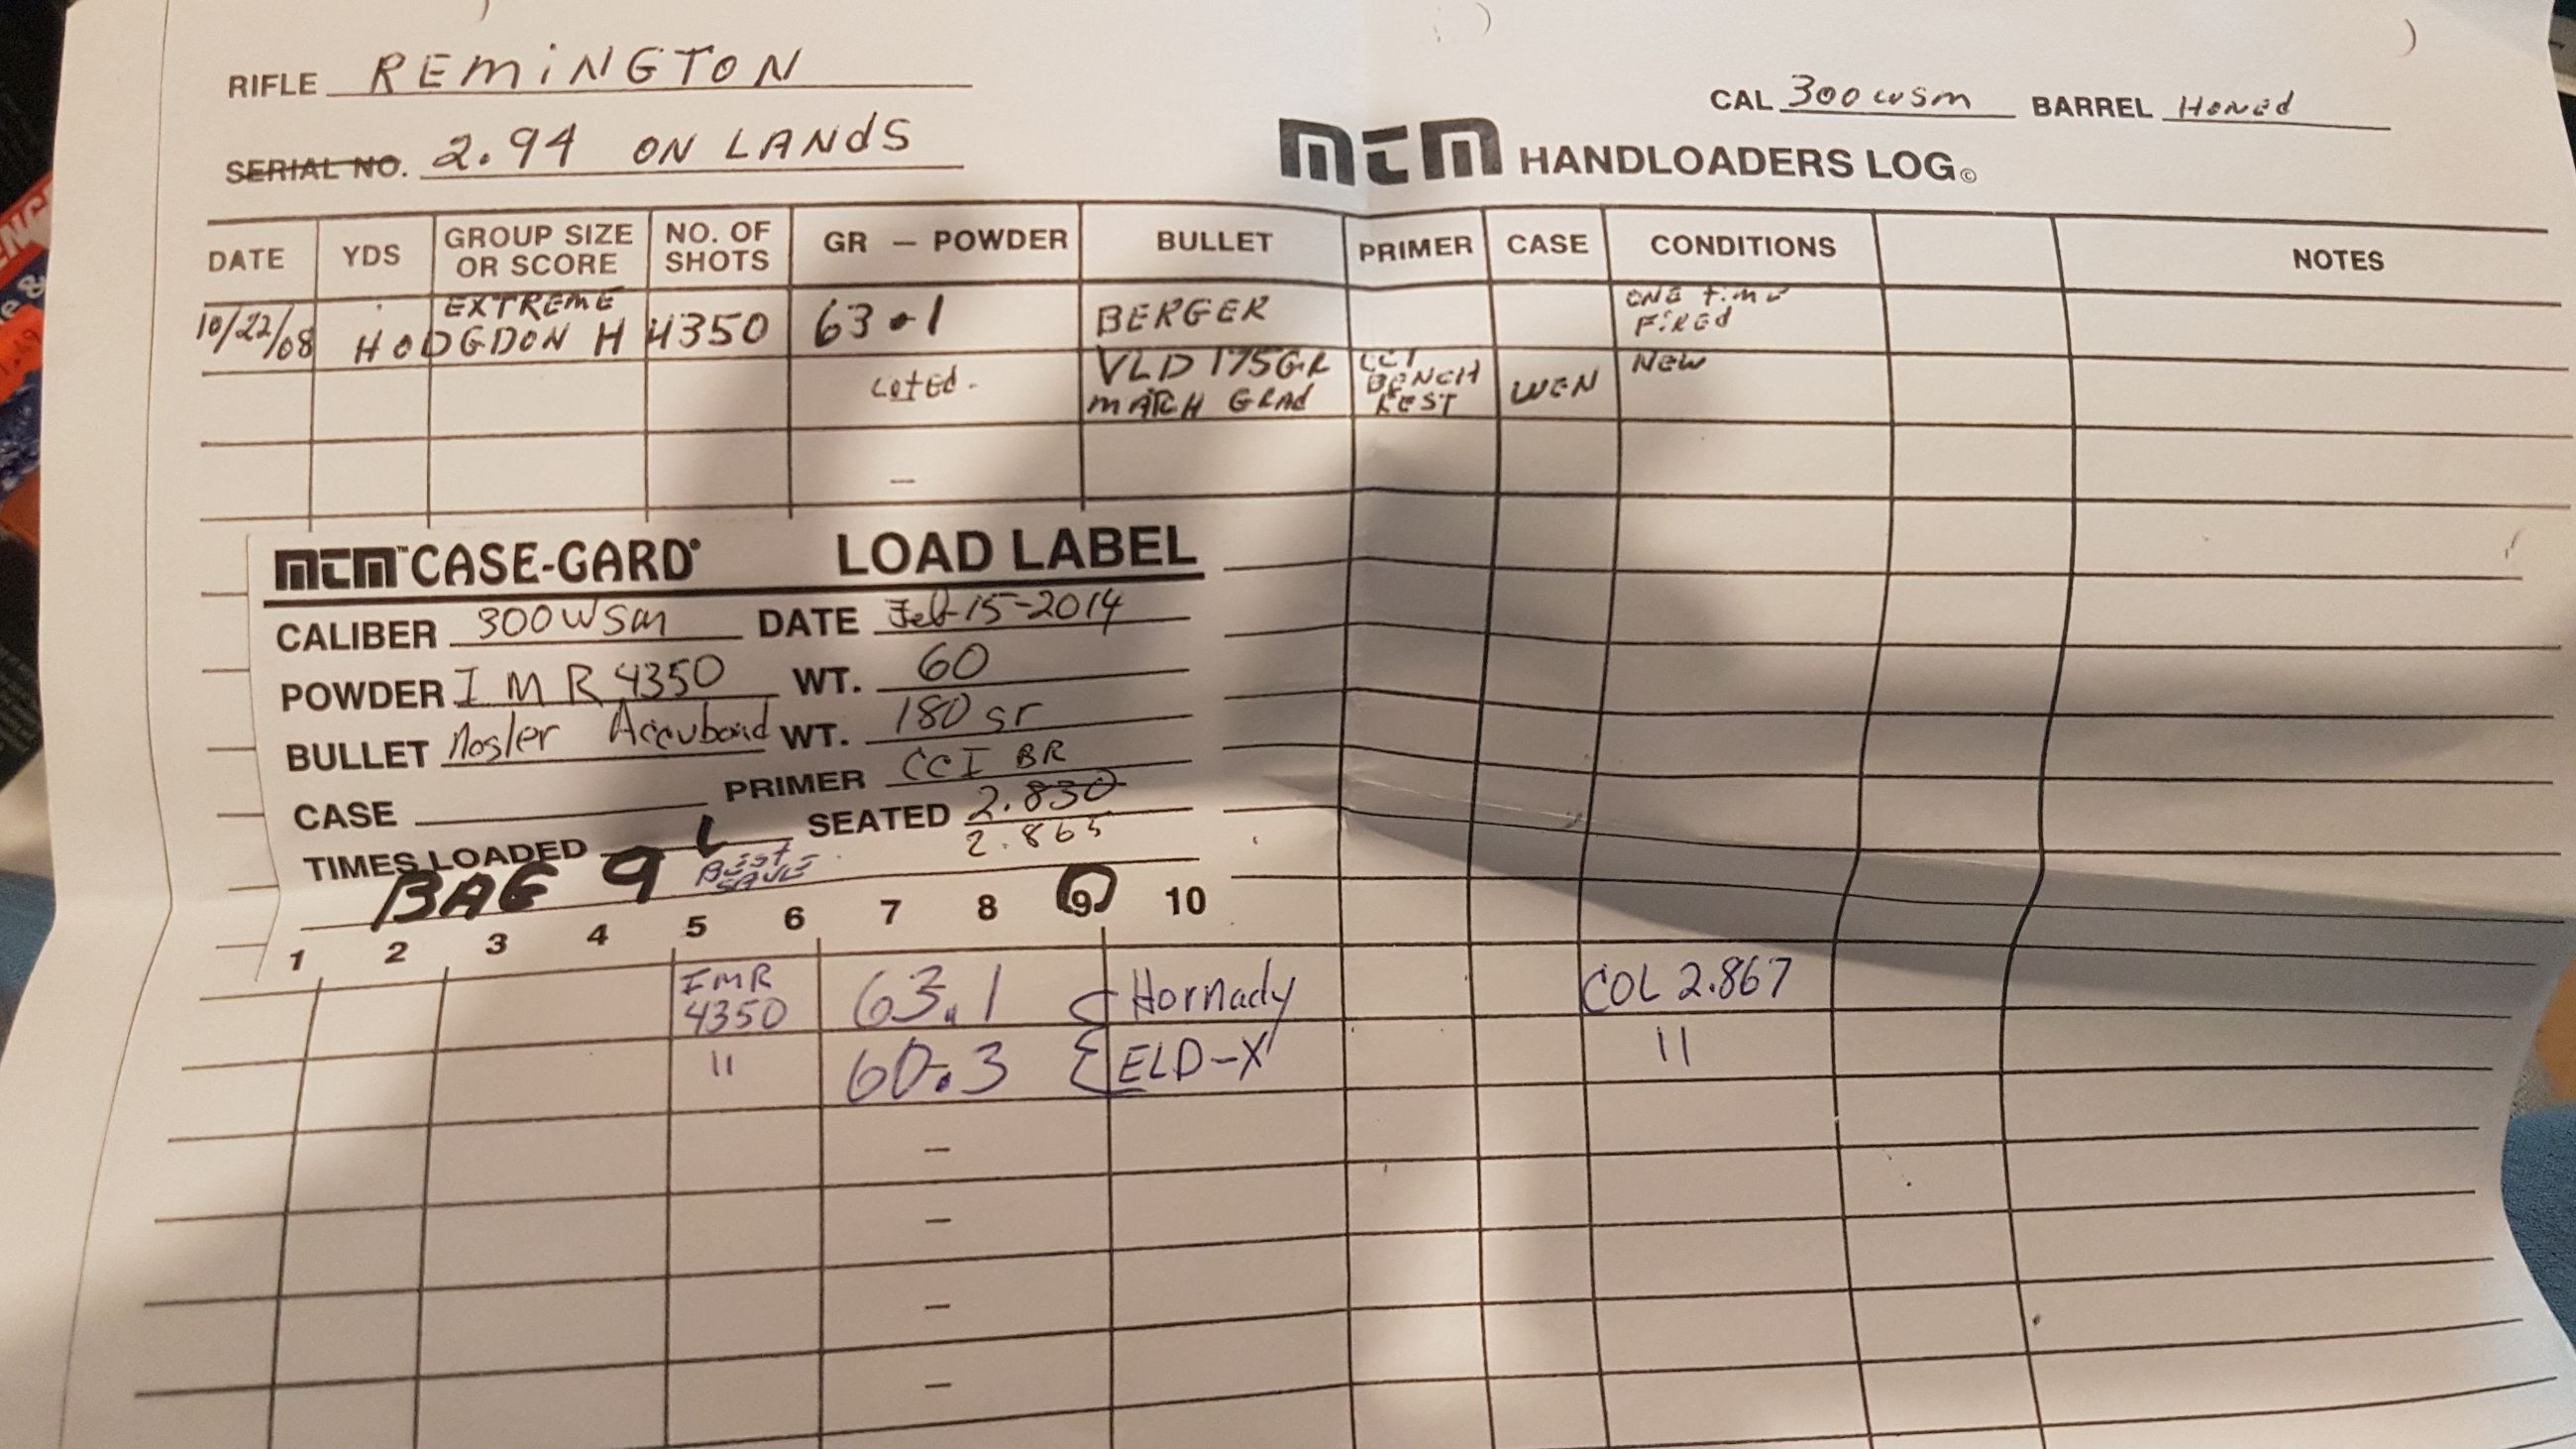 RIFLE REMiNGTON
CAL 300 wsm BARREL Honed
SERIAL NO. 2.94 ON LANdS
mTm HANDLOADERS LOG©
DATE YDS GROUP SIZE OR SCORE NO. OF SHOTS GR — POWDER BULLET PRIMER CASE CONDITIONS NOTES
10/22/08 EXTREME HODGDON H 4350 63.1 BERGER ONE time FiREd
VLD 175GR MATCH GRAd CCI BENCH REST WEN New
mTm™ CASE-GARD® LOAD LABEL
CALIBER 300WSM DATE Feb-15-2014
POWDER IMR 4350 WT. 60
BULLET Nosler Accubond WT. 180 gr
CASE PRIMER CCI BR
TIMES LOADED SEATED 2.830
2.865
BAG 9 BEST
1 2 3 4 5 6 7 8 9 10
IMR 4350 63.1 Hornady COL 2.867
11 60.3 ELD-X 11